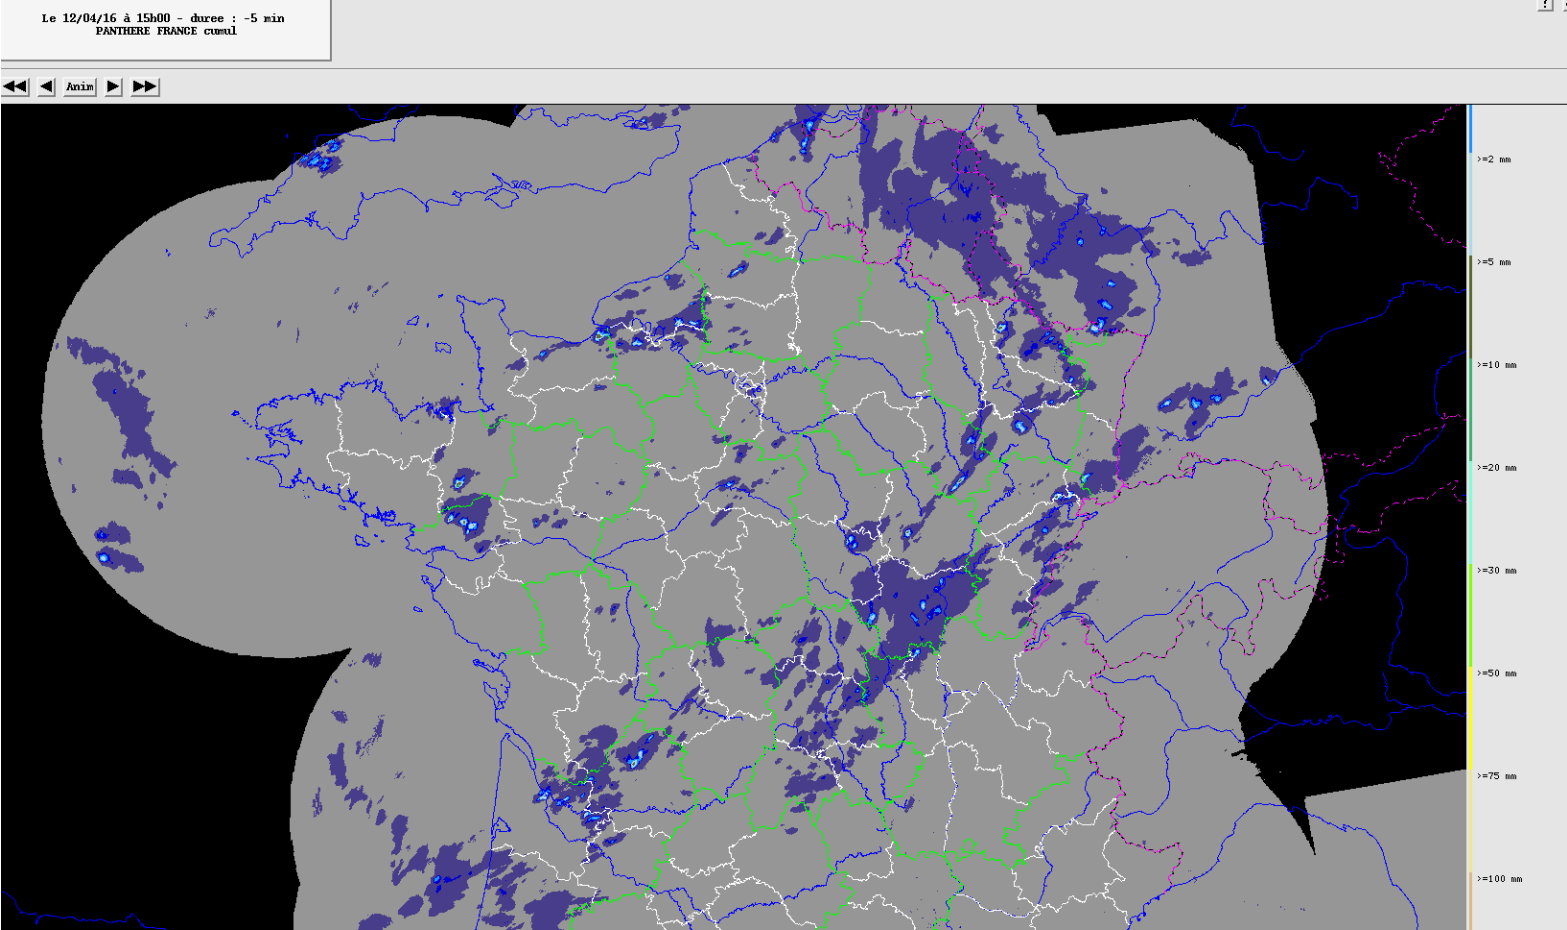 Le 12/04/16 à 15h00 - duree : -5 min
PANTHERE FRANCE cumul
?
Anim
>=2 mm
>=5 mm
>=10 mm
>=20 mm
>=30 mm
>=50 mm
>=75 mm
>=100 mm